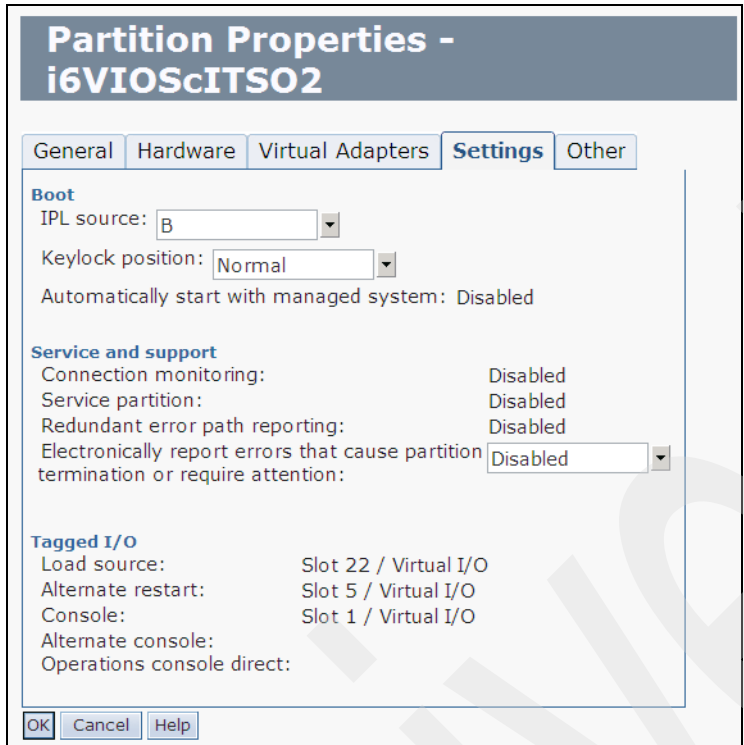 Partition Properties -
i6VIOScITSO2
General Hardware Virtual Adapters Settings Other
Boot
IPL source: B
Keylock position: Normal
Automatically start with managed system: Disabled
Service and support
Connection monitoring: Disabled
Service partition: Disabled
Redundant error path reporting: Disabled
Electronically report errors that cause partition Disabled
termination or require attention:
Tagged I/O
Load source: Slot 22 / Virtual I/O
Alternate restart: Slot 5 / Virtual I/O
Console: Slot 1 / Virtual I/O
Alternate console:
Operations console direct:
OK Cancel Help